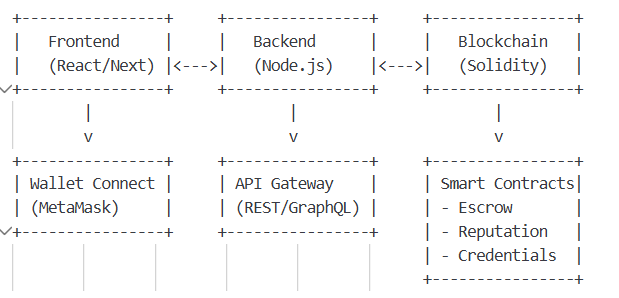 +----------------+     +----------------+     +----------------+
|   Frontend     |     |   Backend      |     |   Blockchain   |
|   (React/Next) |<--->|   (Node.js)    |<--->|   (Solidity)   |
+----------------+     +----------------+     +----------------+
        |                      |                      |
        v                      v                      v
+----------------+     +----------------+     +----------------+
| Wallet Connect |     | API Gateway    |     | Smart Contracts|
| (MetaMask)     |     | (REST/GraphQL) |     | - Escrow       |
+----------------+     +----------------+     | - Reputation   |
                                              | - Credentials  |
                                              +----------------+